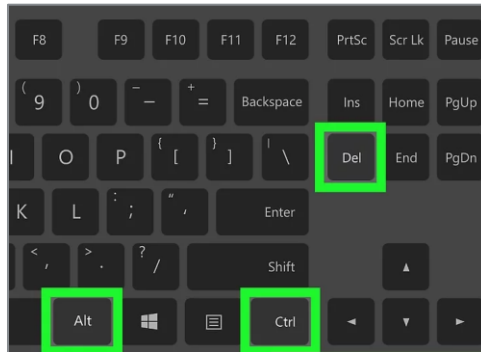 F8 F9 F10 F11 F12 PrtSc Scr Lk Pause
( 9 ) 0 − − + = Backspace Ins Home PgUp
I O P { [ } ] | \ Del End PgDn
K L : ; " ' Enter
< , > . ? / Shift ▲
Alt Ctrl ◄ ▼ ►